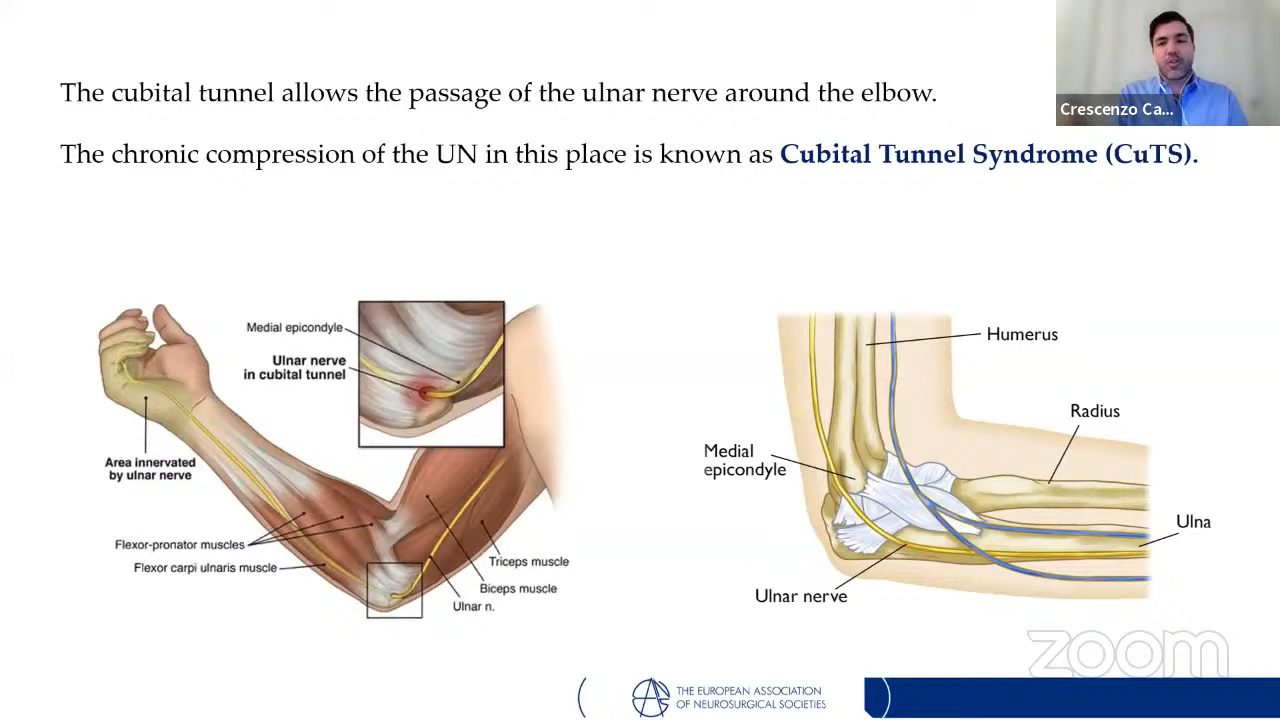 The cubital tunnel allows the passage of the ulnar nerve around the elbow.
Crescenzo Ca...
The chronic compression of the UN in this place is known as Cubital Tunnel Syndrome (CuTS).
Medial epicondyle
Ulnar nerve
in cubital tunnel
Area innervated
by ulnar nerve
Flexor-pronator muscles
Flexor carpi ulnaris muscle
Triceps muscle
Biceps muscle
Ulnar n.
Humerus
Radius
Medial
epicondyle
Ulna
Ulnar nerve
zoom
THE EUROPEAN ASSOCIATION
OF NEUROSURGICAL SOCIETIES